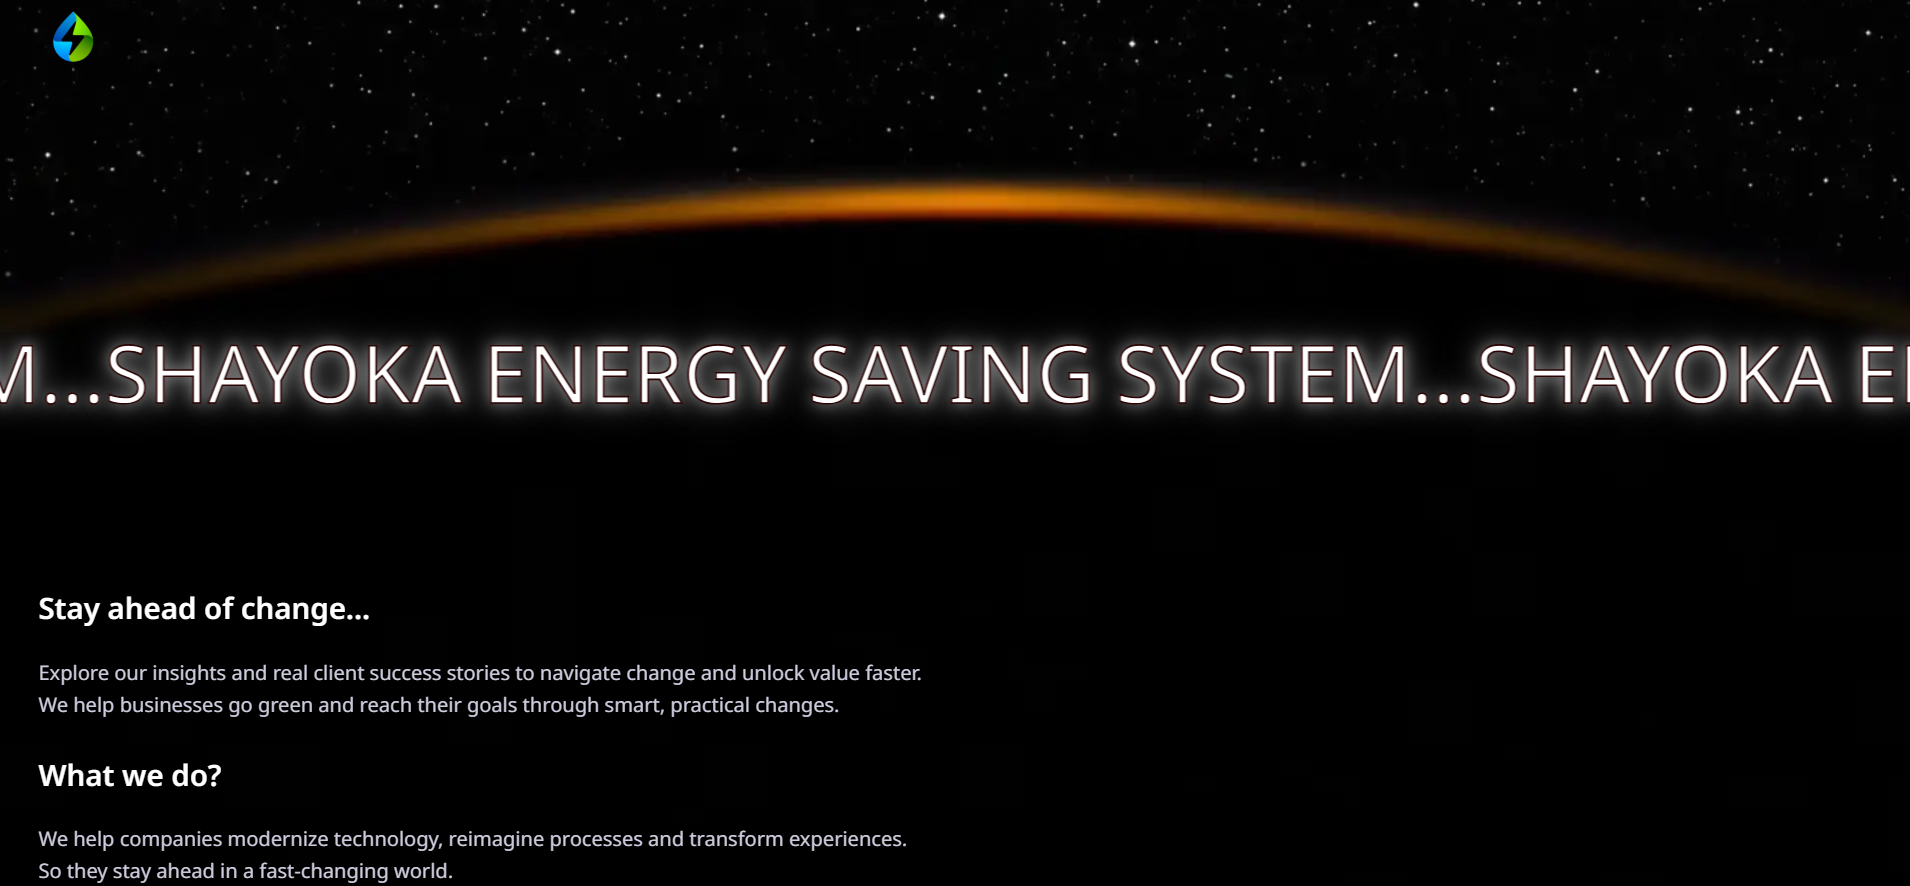 M...SHAYOKA ENERGY SAVING SYSTEM...SHAYOKA
Stay ahead of change...
Explore our insights and real client success stories to navigate change and unlock value faster.
We help businesses go green and reach their goals through smart, practical changes.
What we do?
We help companies modernize technology, reimagine processes and transform experiences.
So they stay ahead in a fast-changing world.